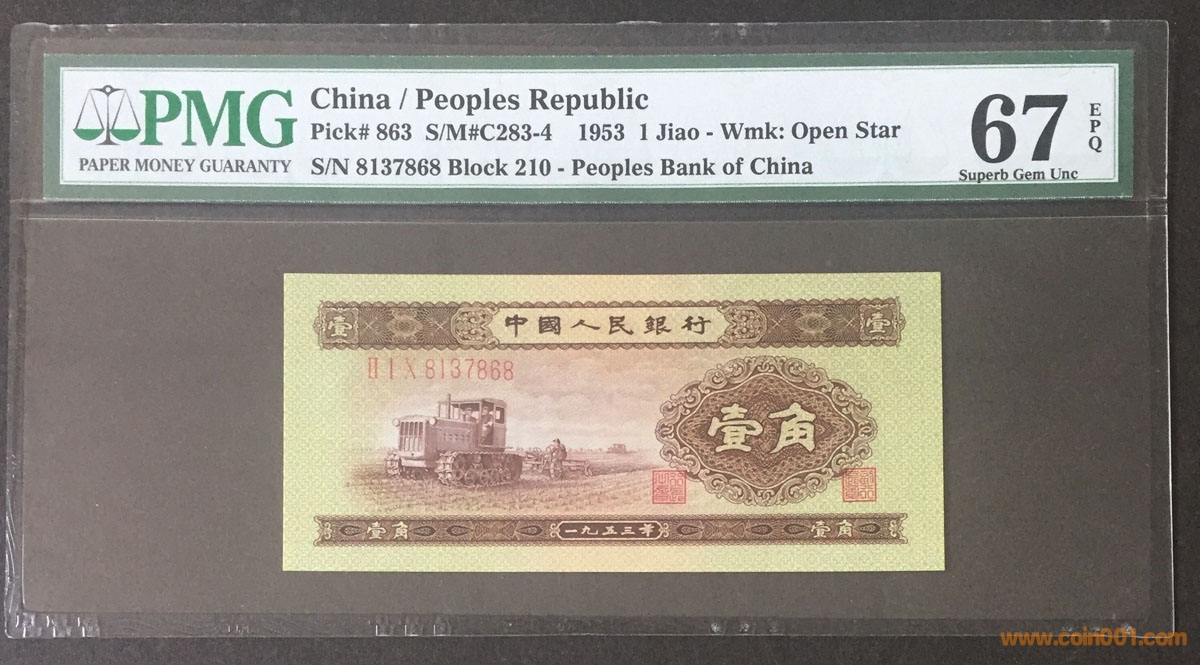 PMG
PAPER MONEY GUARANTY
China / Peoples Republic
Pick# 863 S/M#C283-4 1953 1 Jiao - Wmk: Open Star
S/N 8137868 Block 210 - Peoples Bank of China
67
EPQ
Superb Gem Unc
壹 中國人民銀行 壹
II I X 8137868
壹角
壹角 一九五三年 壹角
www.coin001.com